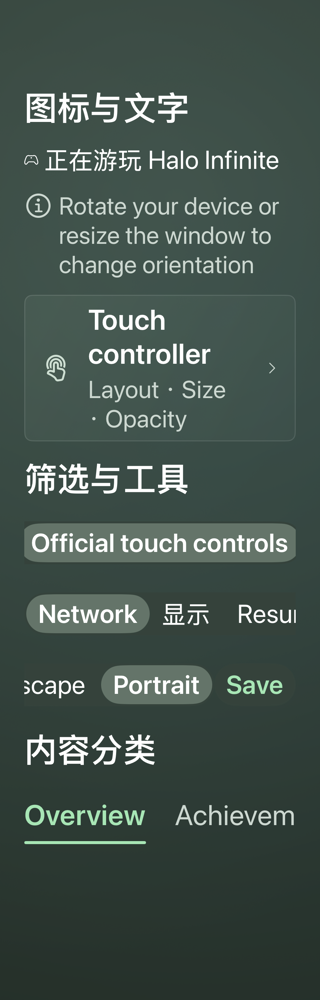 图标与文字
正在游玩 Halo Infinite
Rotate your device or
resize the window to
change orientation
Touch
controller
Layout · Size
· Opacity
筛选与工具
Official touch controls
Network 显示 Resu
scape Portrait Save
内容分类
Overview Achievem